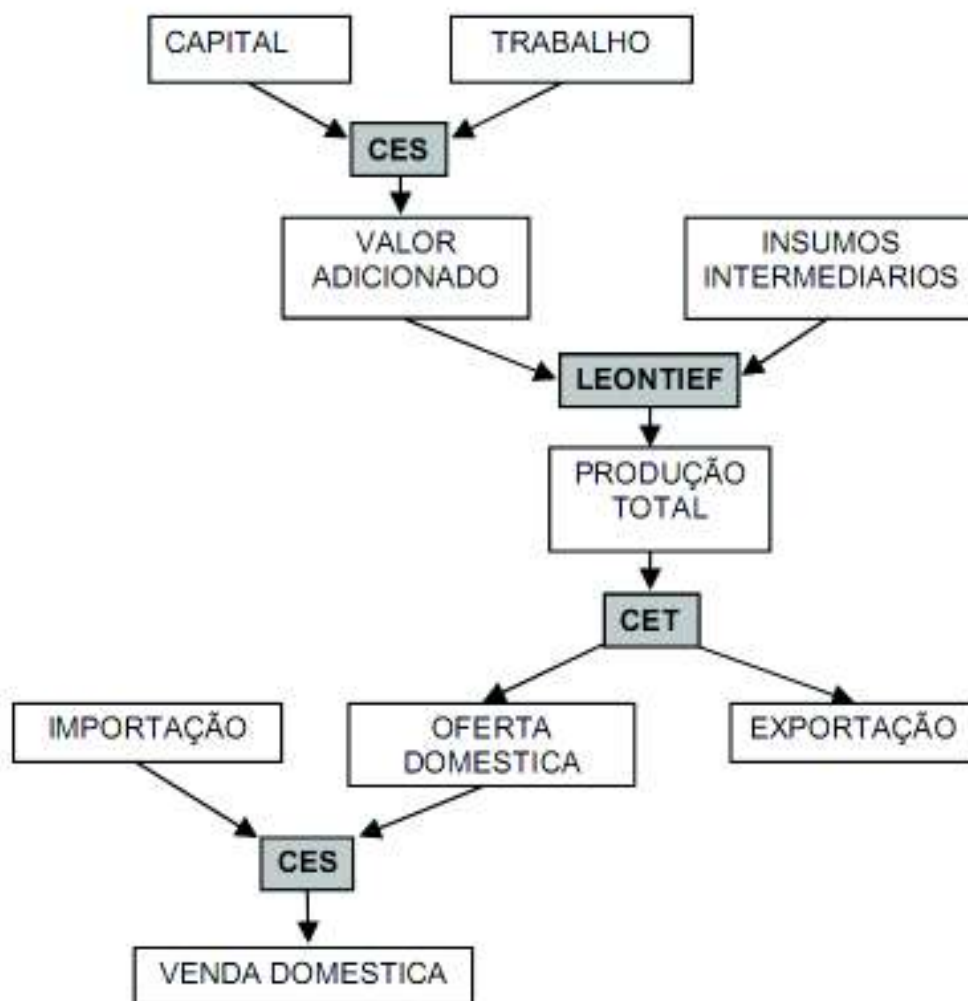 CAPITAL
TRABALHO
CES
VALOR
ADICIONADO
INSUMOS
INTERMEDIARIOS
LEONTIEF
PRODUÇÃO
TOTAL
CET
IMPORTAÇÃO
OFERTA
DOMESTICA
EXPORTAÇÃO
CES
VENDA DOMESTICA